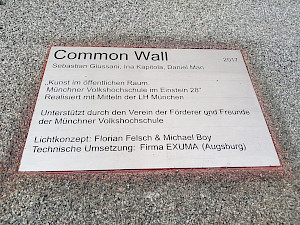 Common Wall 2017
Sebastian Giussani, Ina Kapitola, Daniel Man
„Kunst im öffentlichen Raum.
Münchner Volkshochschule im Einstein 28"
Realisiert mit Mitteln der LH München
Unterstützt durch den Verein der Förderer und Freunde
der Münchner Volkshochschule
Lichtkonzept: Florian Felsch & Michael Boy
Technische Umsetzung: Firma EXUMA (Augsburg)